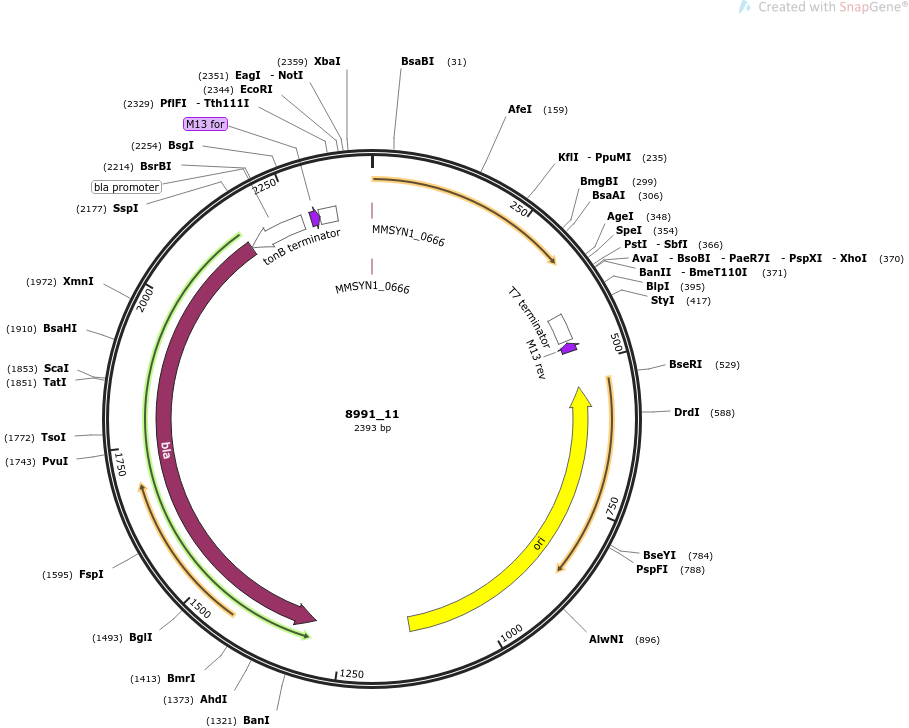 Created with SnapGene®
(2359) XbaI
BsaBI (31)
(2351) EagI - NotI
(2344) EcoRI
(2329) PflFI - Tth111I
AfeI (159)
M13 for
(2254) BsgI
KflI - PpuMI (235)
(2214) BsrBI
BmgBI (299)
bla promoter
2250
BsaAI (306)
(2177) SspI
250
AgeI (348)
SpeI (354)
MMSYN1_0666
tonB terminator
PstI - SbfI (366)
AvaI - BsoBI - PaeR7I - PspXI - XhoI (370)
BanII - BmeT110I (371)
(1972) XmnI
MMSYN1_0666
BlpI (395)
2000
StyI (417)
T7 terminator
(1910) BsaHI
500
M13 rev
(1853) ScaI
BseRI (529)
(1851) TatI
8991_11
DrdI (588)
2393 bp
(1772) TsoI
bla
(1743) PvuI
1750
750
ori
BseYI (784)
PspFI (788)
(1595) FspI
1500
1000
(1493) BglI
AlwNI (896)
1250
(1413) BmrI
(1373) AhdI
(1321) BanI